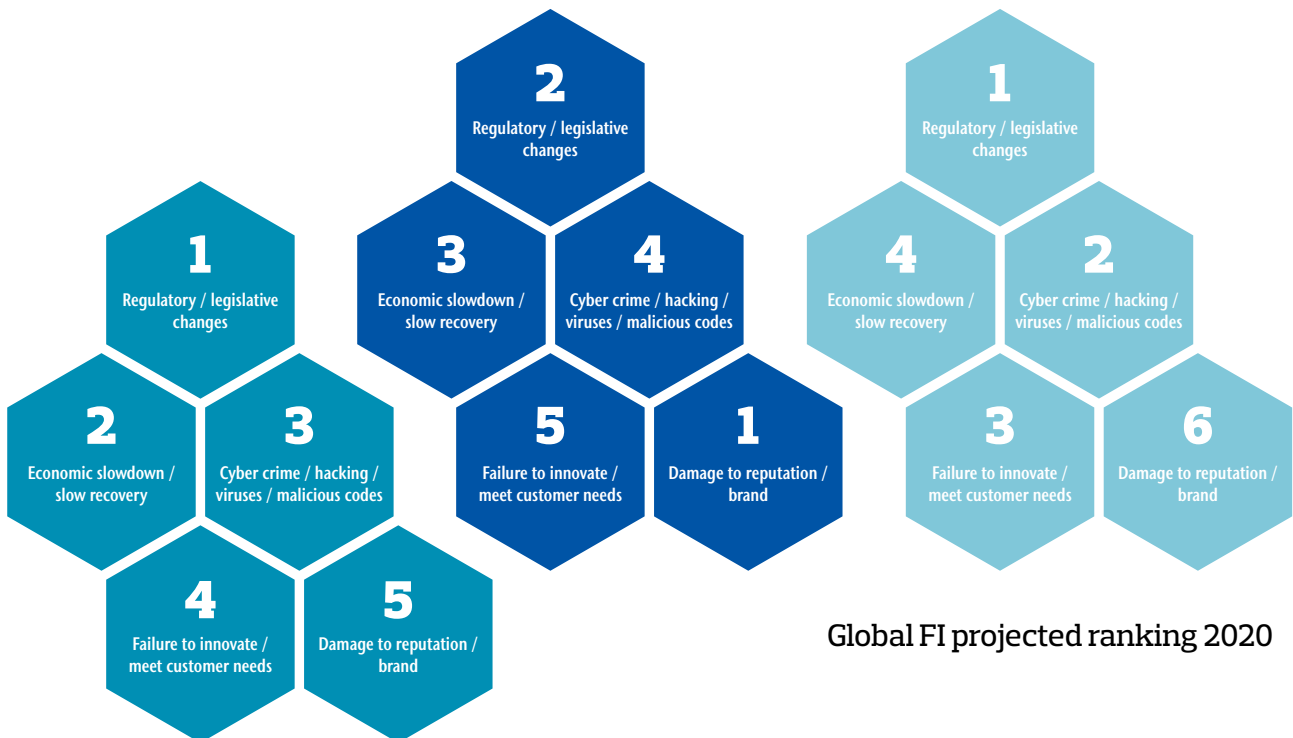 1
Regulatory / legislative
changes
2
Economic slowdown /
slow recovery
3
Cyber crime / hacking /
viruses / malicious codes
4
Failure to innovate /
meet customer needs
5
Damage to reputation /
brand
2
Regulatory / legislative
changes
3
Economic slowdown /
slow recovery
4
Cyber crime / hacking /
viruses / malicious codes
5
Failure to innovate /
meet customer needs
1
Damage to reputation /
brand
1
Regulatory / legislative
changes
4
Economic slowdown /
slow recovery
2
Cyber crime / hacking /
viruses / malicious codes
3
Failure to innovate /
meet customer needs
6
Damage to reputation /
brand
Global FI projected ranking 2020